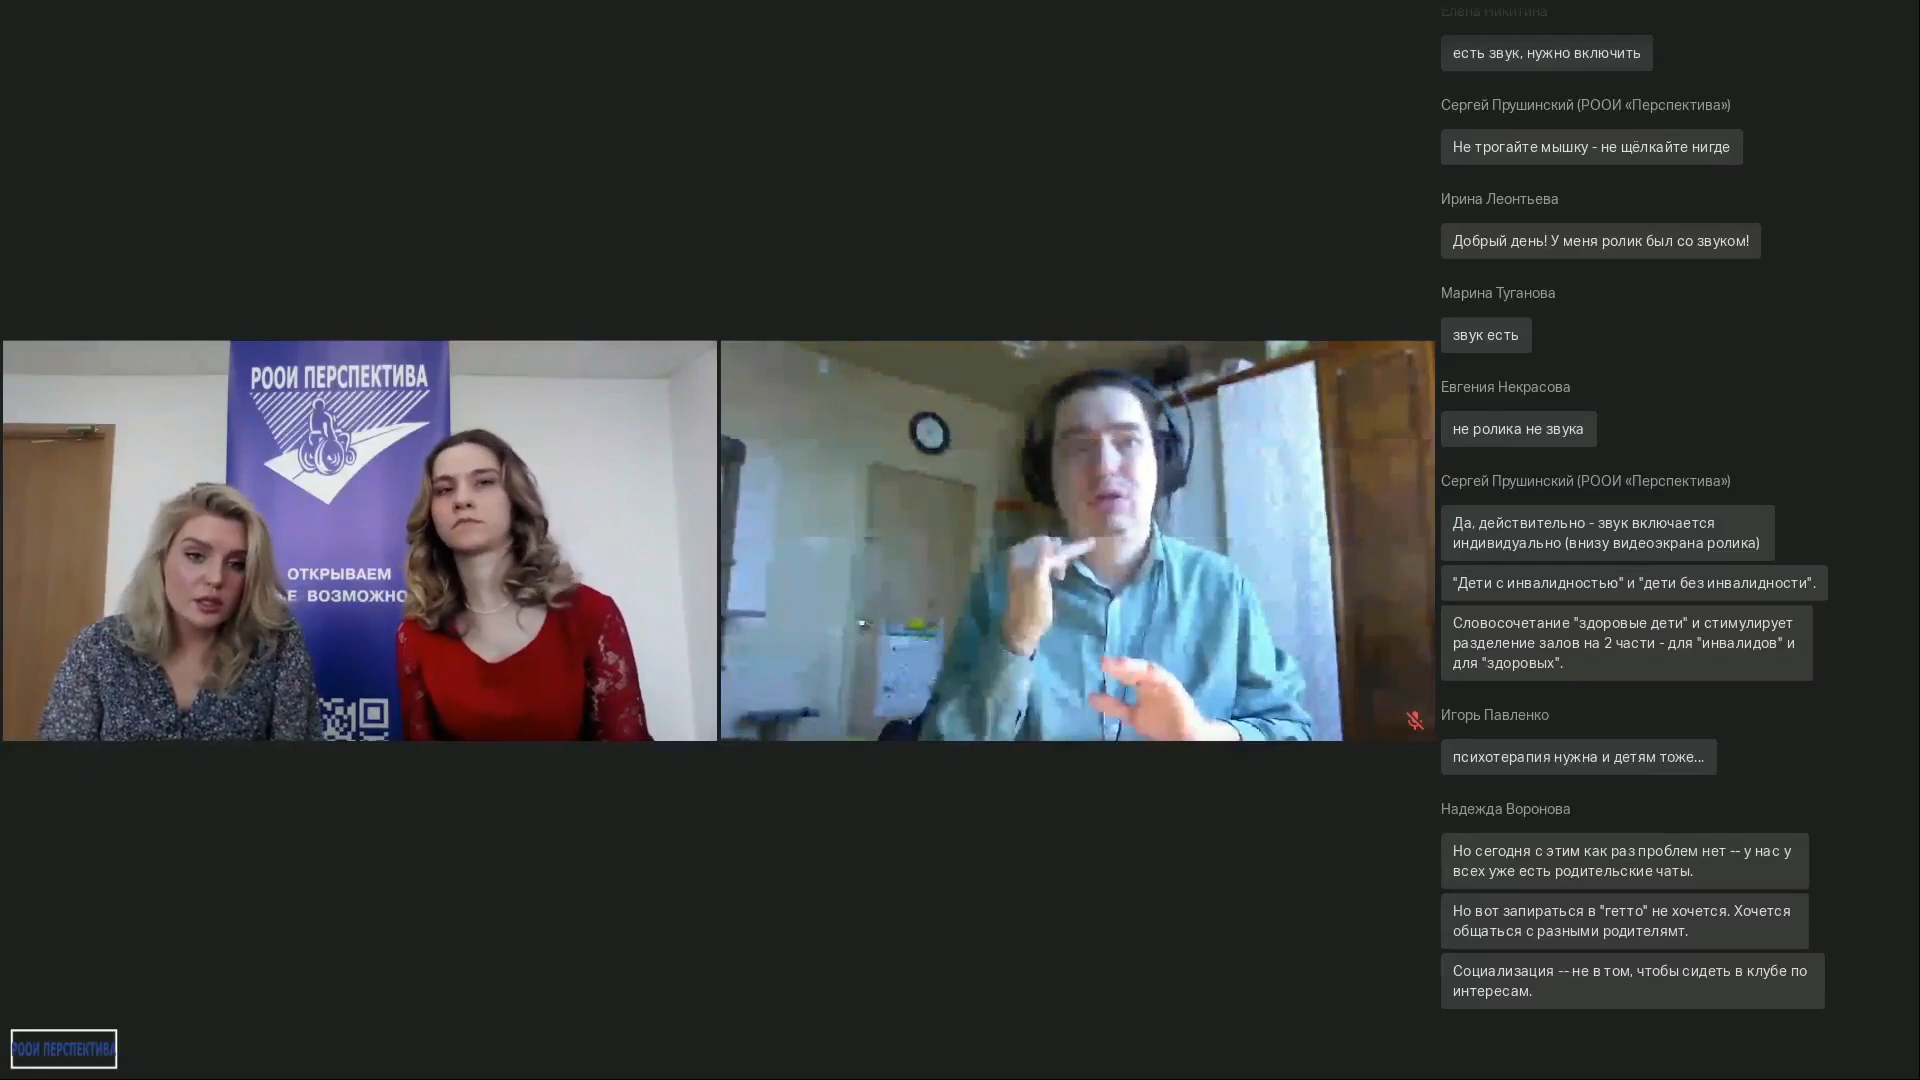 РООИ ПЕРСПЕКТИВА
ОТКРЫВАЕМ
Е ВОЗМОЖНО
РООИ ПЕРСПЕКТИВА
Елена Никитина
есть звук, нужно включить
Сергей Прушинский (РООИ «Перспектива»)
Не трогайте мышку - не щёлкайте нигде
Ирина Леонтьева
Добрый день! У меня ролик был со звуком!
Марина Туганова
звук есть
Евгения Некрасова
не ролика не звука
Сергей Прушинский (РООИ «Перспектива»)
Да, действительно - звук включается
индивидуально (внизу видеоэкрана ролика)
"Дети с инвалидностью" и "дети без инвалидности".
Словосочетание "здоровые дети" и стимулирует
разделение залов на 2 части - для "инвалидов" и
для "здоровых".
Игорь Павленко
психотерапия нужна и детям тоже...
Надежда Воронова
Но сегодня с этим как раз проблем нет -- у нас у
всех уже есть родительские чаты.
Но вот запираться в "гетто" не хочется. Хочется
общаться с разными родителямт.
Социализация -- не в том, чтобы сидеть в клубе по
интересам.